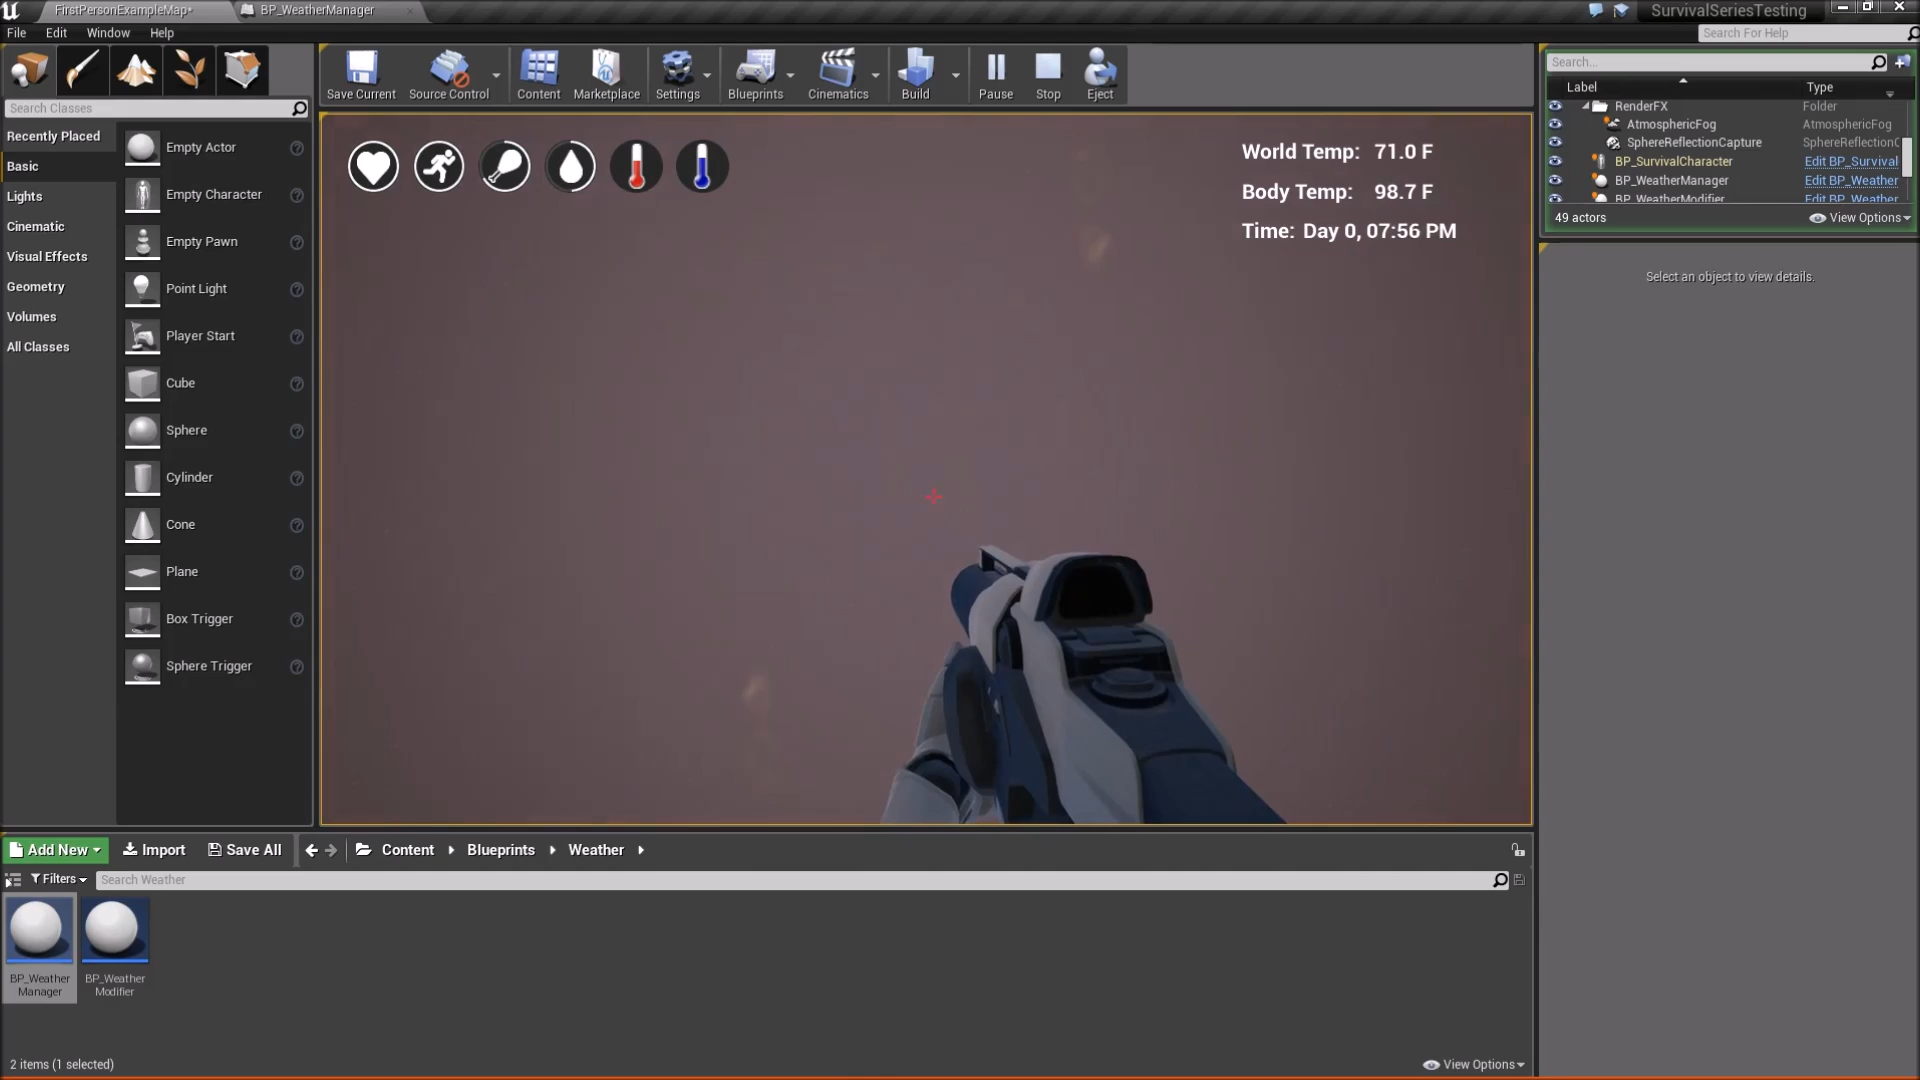 FirstPersonExampleMap*
BP_WeatherManager
SurvivalSeriesTesting
File Edit Window Help
Search For Help
Save Current
Source Control
Content
Marketplace
Settings
Blueprints
Cinematics
Build
Pause
Stop
Eject
Search Classes
Recently Placed
Basic
Lights
Cinematic
Visual Effects
Geometry
Volumes
All Classes
Empty Actor
Empty Character
Empty Pawn
Point Light
Player Start
Cube
Sphere
Cylinder
Cone
Plane
Box Trigger
Sphere Trigger
World Temp: 71.0 F
Body Temp: 98.7 F
Time: Day 0, 07:56 PM
Search...
Label Type
RenderFX Folder
AtmosphericFog AtmosphericFog
SphereReflectionCapture SphereReflectionC
BP_SurvivalCharacter Edit BP_Survival
BP_WeatherManager Edit BP_Weather
BP_WeatherModifier Edit BP_Weather
49 actors View Options
Select an object to view details.
Add New Import Save All Content Blueprints Weather
Filters Search Weather
BP_Weather
Manager
BP_Weather
Modifier
2 items (1 selected) View Options